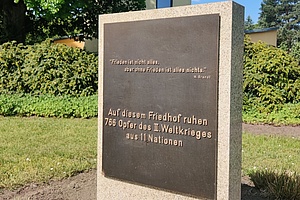 "Frieden ist nicht alles,
aber ohne Frieden ist alles nichts."
W. Brandt
Auf diesem Friedhof ruhen
766 Opfer des II. Weltkrieges
aus 11 Nationen